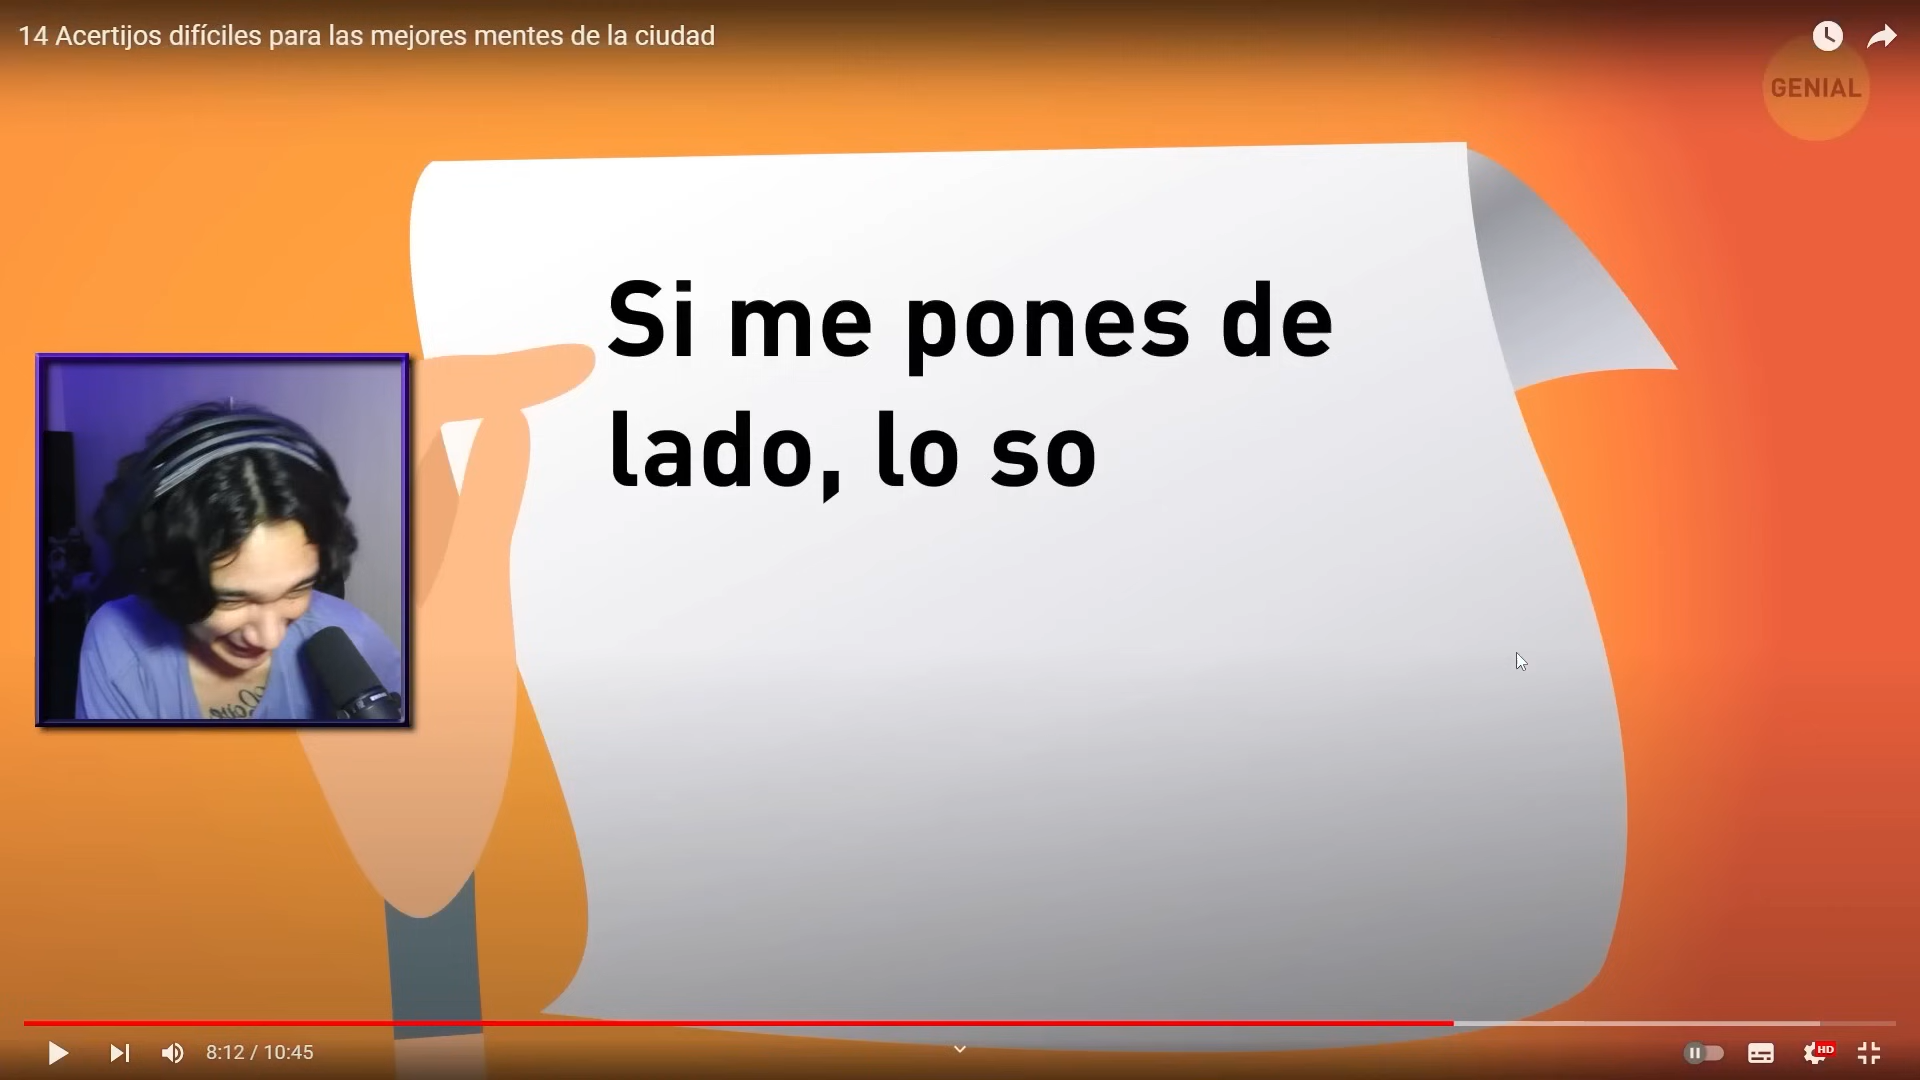 14 Acertijos difíciles para las mejores mentes de la ciudad
GENIAL
Si me pones de
lado, lo so
8:12 / 10:45
HD